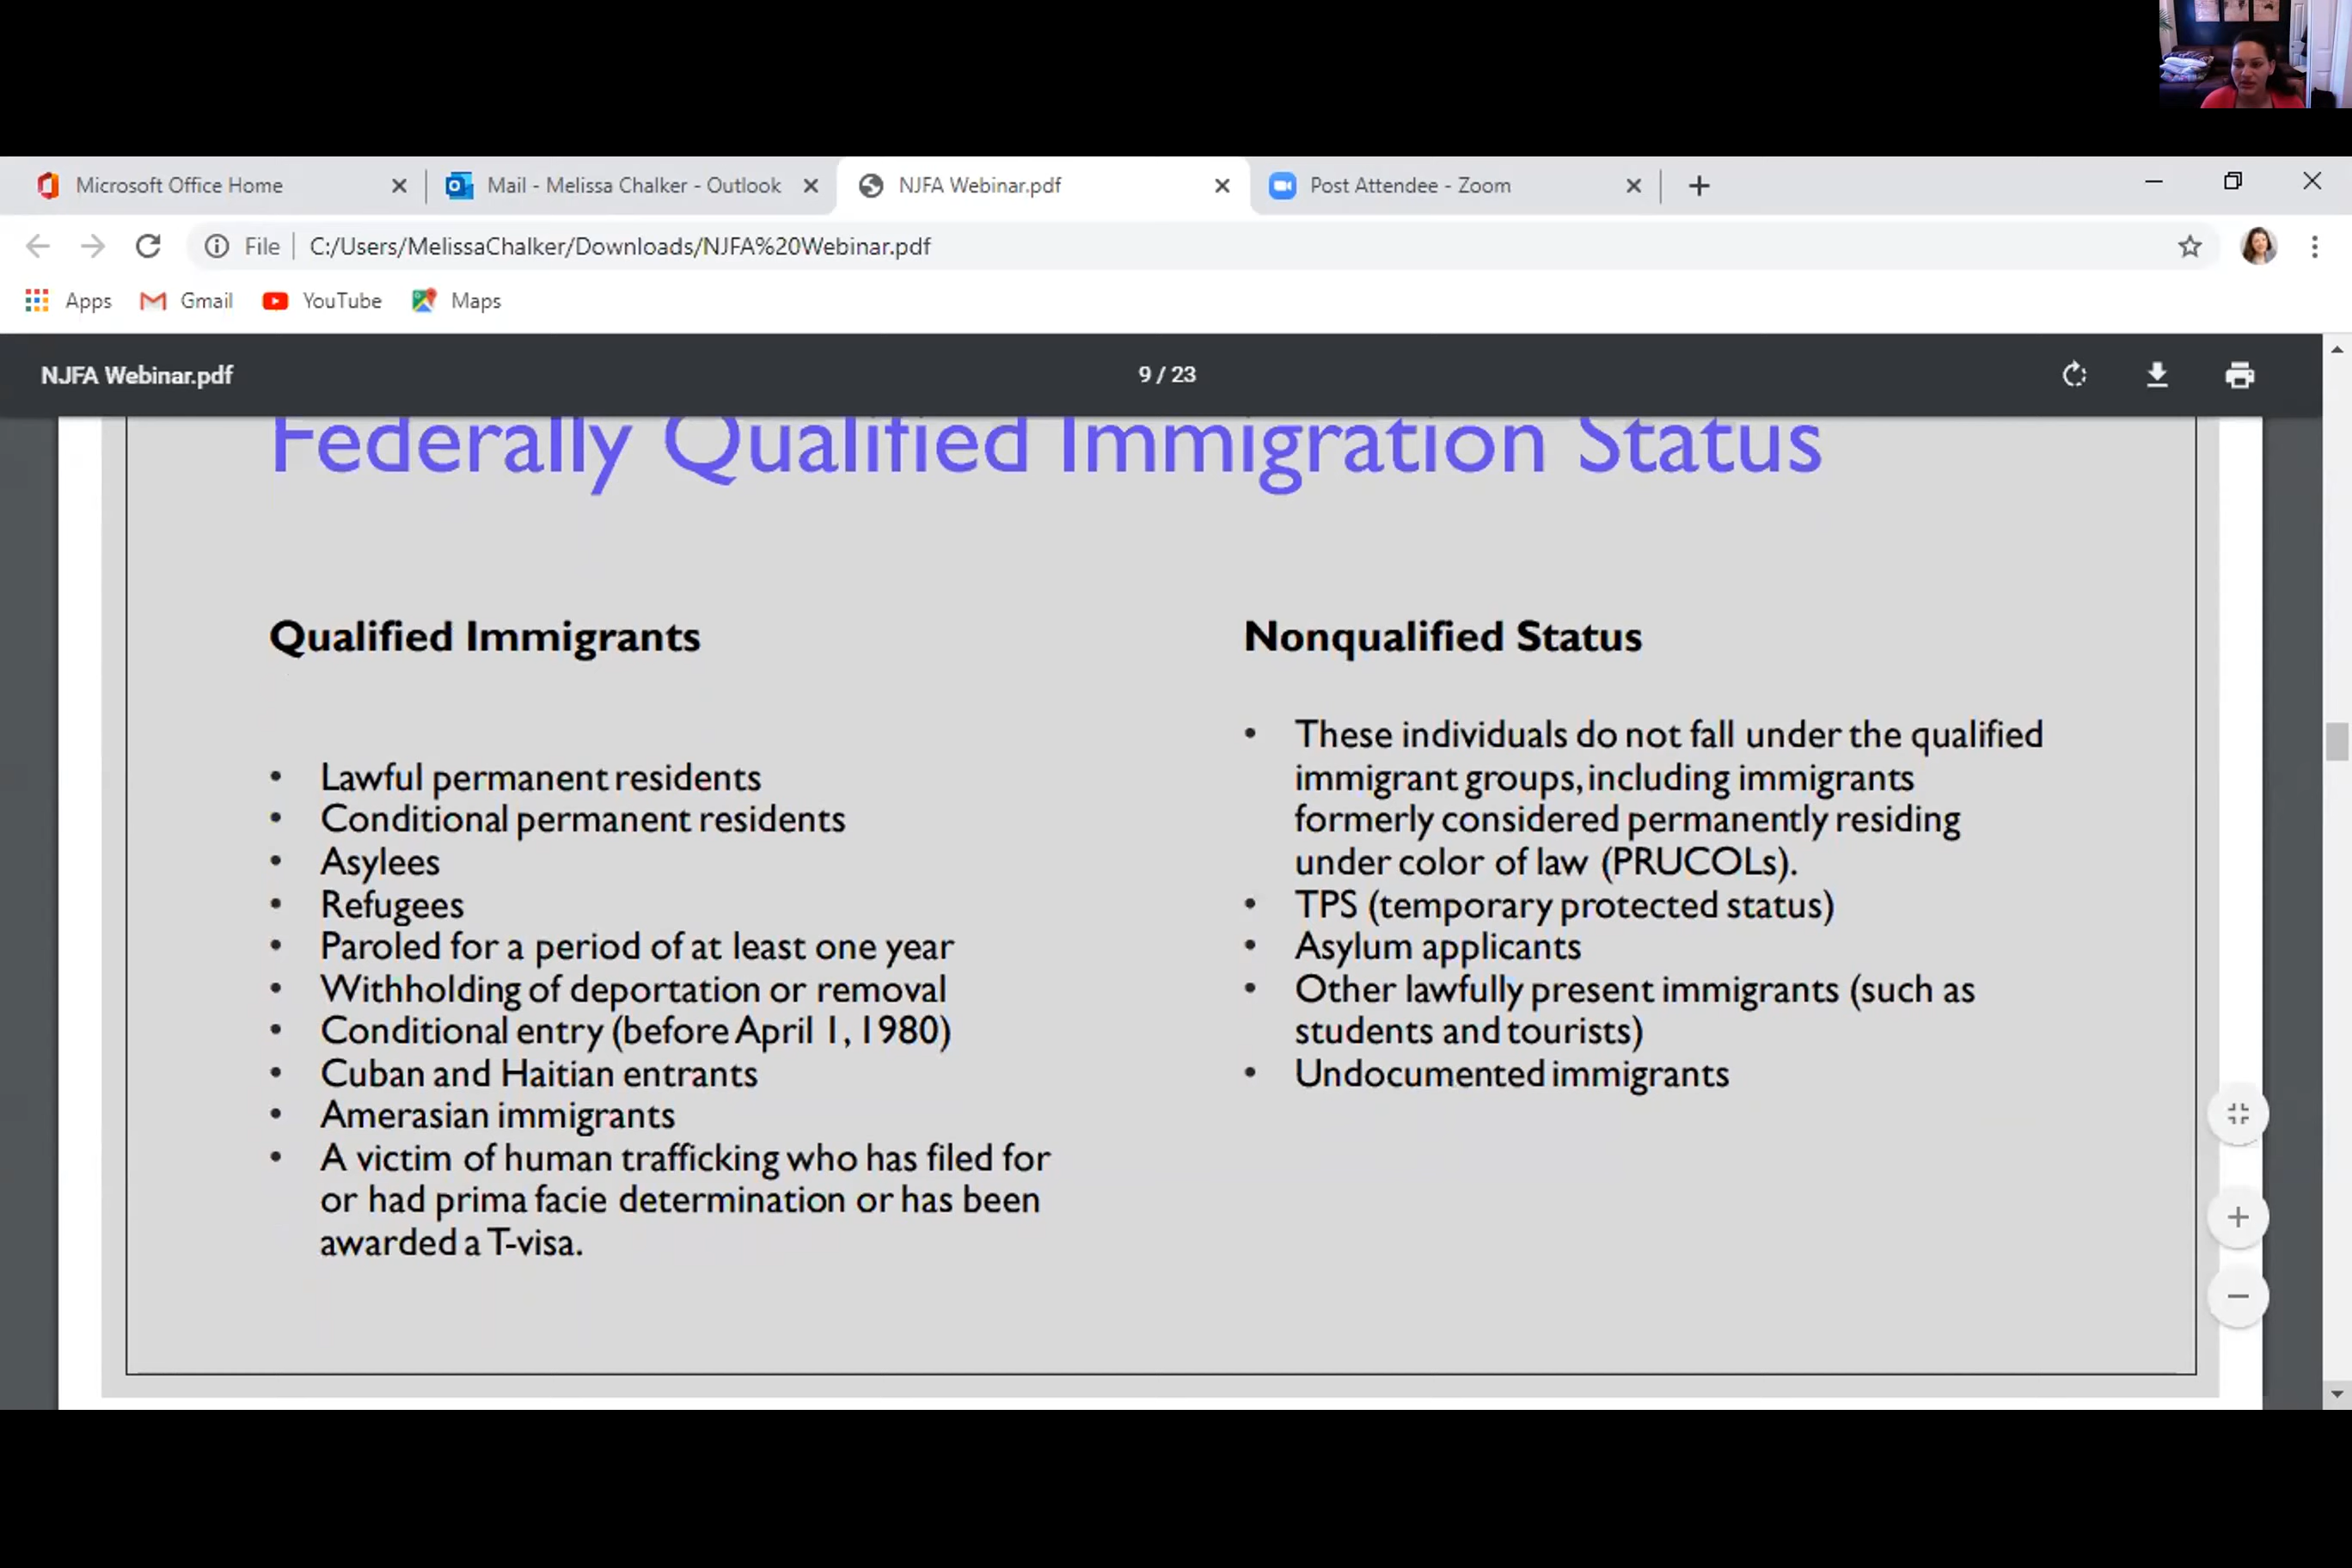 Microsoft Office Home
Mail - Melissa Chalker - Outlook
NJFA Webinar.pdf
Post Attendee - Zoom
File
C:/Users/MelissaChalker/Downloads/NJFA%20Webinar.pdf
Apps
Gmail
YouTube
Maps
NJFA Webinar.pdf
9 / 23
Federally Qualified Immigration Status
Qualified Immigrants
• Lawful permanent residents
• Conditional permanent residents
• Asylees
• Refugees
• Paroled for a period of at least one year
• Withholding of deportation or removal
• Conditional entry (before April 1, 1980)
• Cuban and Haitian entrants
• Amerasian immigrants
• A victim of human trafficking who has filed for
or had prima facie determination or has been
awarded a T-visa.
Nonqualified Status
• These individuals do not fall under the qualified
immigrant groups, including immigrants
formerly considered permanently residing
under color of law (PRUCOLs).
• TPS (temporary protected status)
• Asylum applicants
• Other lawfully present immigrants (such as
students and tourists)
• Undocumented immigrants